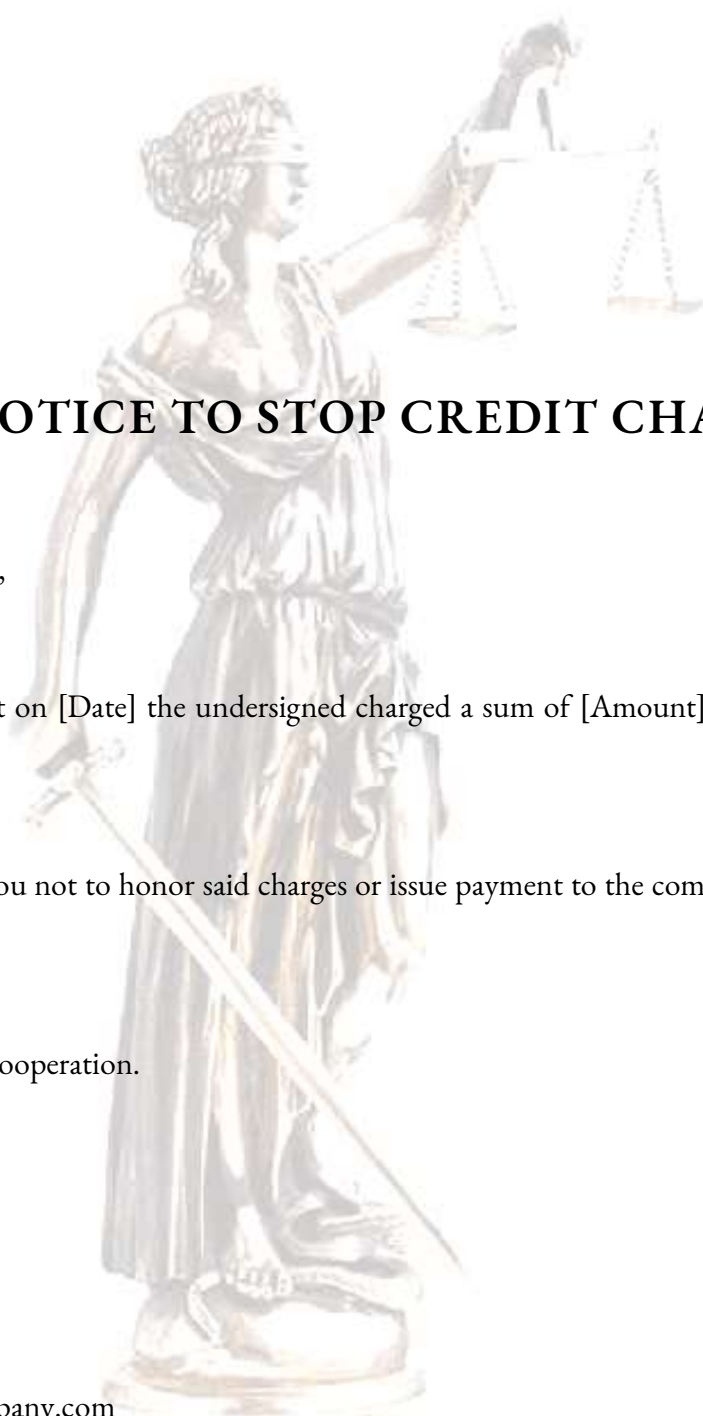 OTICE TO STOP CREDIT CHA
,
t on [Date] the undersigned charged a sum of [Amount]
ou not to honor said charges or issue payment to the com
ooperation.
pany.com